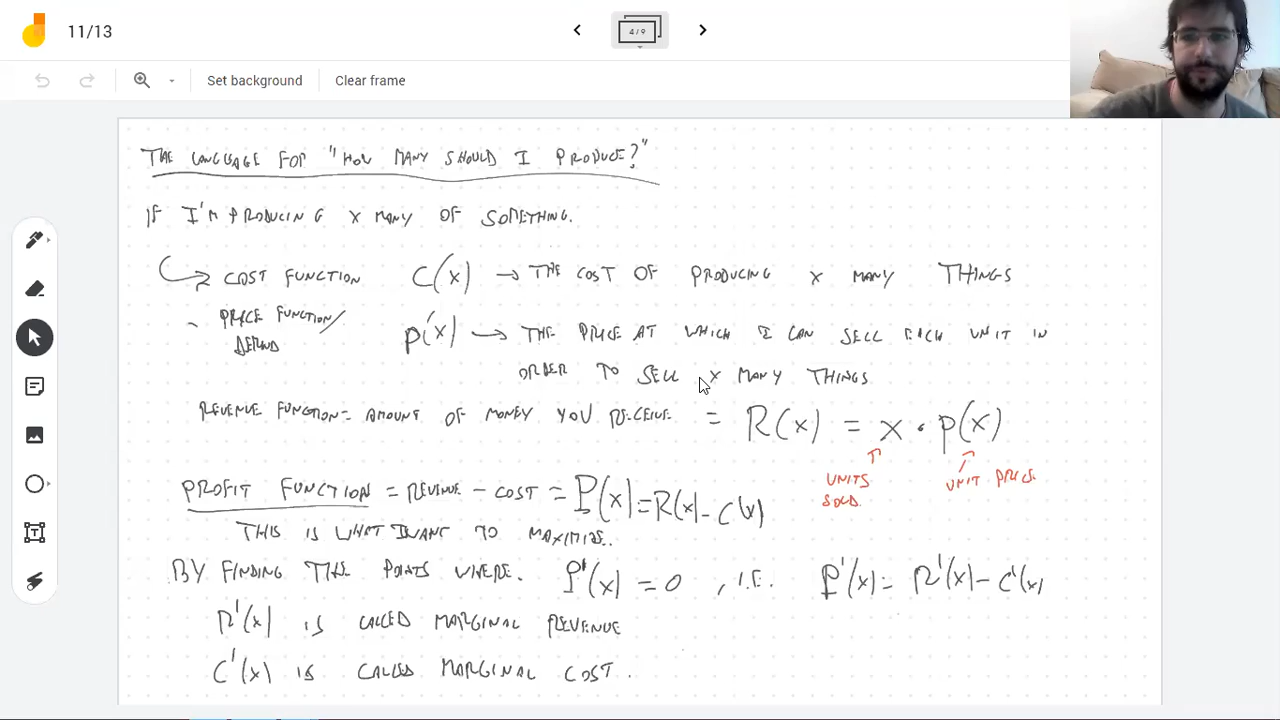 11/13
4 / 9
Set background
Clear frame
THE LANGUAGE FOR "HOW MANY SHOULD I PRODUCE?"
IF I'M PRODUCING X MANY OF SOMETHING.
COST FUNCTION C(x) → THE COST OF PRODUCING x MANY THINGS
PRICE FUNCTION/
DEMAND
p(x) → THE PRICE AT WHICH I CAN SELL EACH UNIT IN
ORDER TO SELL x MANY THINGS
REVENUE FUNCTION = AMOUNT OF MONEY YOU RECEIVE = R(x) = x · p(x)
UNITS
SOLD.
UNIT PRICE.
PROFIT FUNCTION = REVENUE - COST = P(x) = R(x) - C(x)
THIS IS WHAT I WANT TO MAXIMIZE.
BY FINDING THE POINTS WHERE. P'(x) = 0 , I.E. P'(x) = R'(x) - C'(x)
R'(x) IS CALLED MARGINAL REVENUE
C'(x) IS CALLED MARGINAL COST.